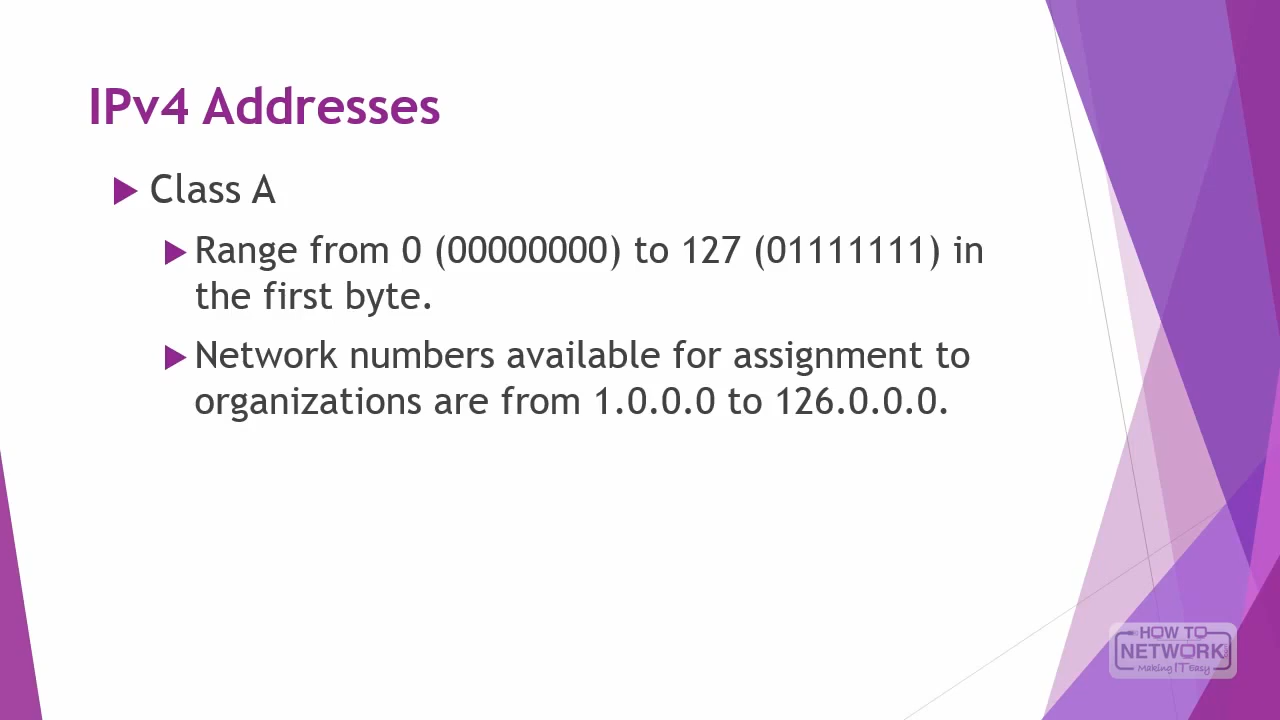 IPv4 Addresses
Class A
Range from 0 (00000000) to 127 (01111111) in
the first byte.
Network numbers available for assignment to
organizations are from 1.0.0.0 to 126.0.0.0.
HOW TO
NETWORK
Making IT Easy